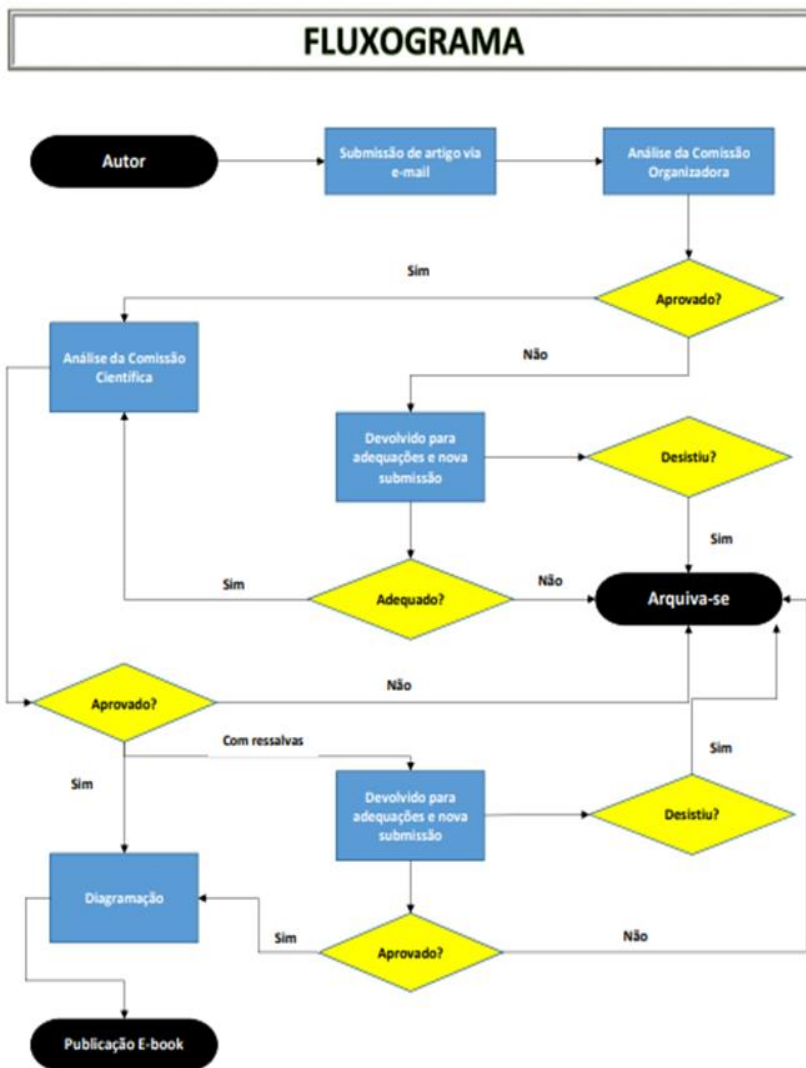 FLUXOGRAMA
Autor
Submissão de artigo via
e-mail
Análise da Comissão
Organizadora
Sim
Aprovado?
Análise da Comissão
Científica
Não
Devolvido para
adequações e nova
submissão
Desistiu?
Sim
Sim
Adequado?
Não
Arquiva-se
Aprovado?
Não
Com ressalvas
Sim
Sim
Devolvido para
adequações e nova
submissão
Desistiu?
Diagramação
Sim
Aprovado?
Não
Publicação E-book